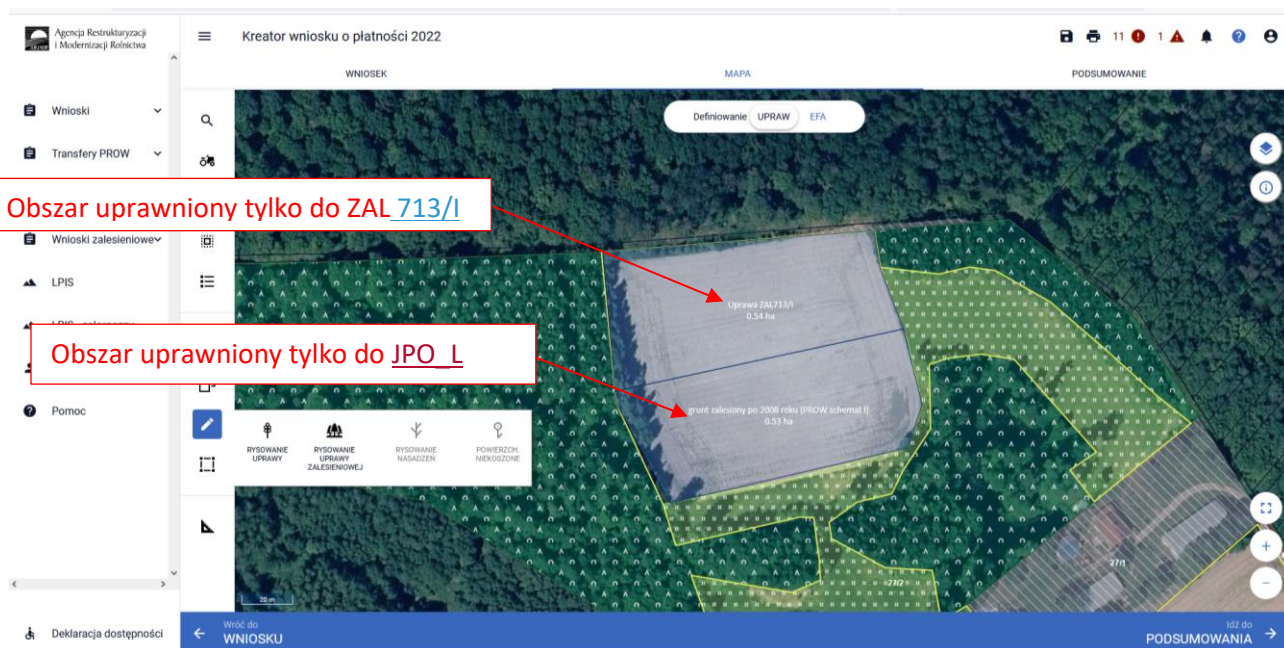 Agencja Restrukturyzacji
i Modernizacji Rolnictwa
Kreator wniosku o płatności 2022
11
1
WNIOSEK
MAPA
PODSUMOWANIE
Wnioski
Transfery PROW
Definiowanie UPRAW EFA
Obszar uprawniony tylko do ZAL 713/I
Wnioski zalesieniowe
LPIS
Uprawa ZAL713/I
0.54 ha
Obszar uprawniony tylko do JPO_L
Pomoc
grunt zalesiony po 2008 roku (PROW schemat I)
0.53 ha
RYSOWANIE
UPRAWY
RYSOWANIE
UPRAWY
ZALESIENIOWEJ
RYSOWANIE
NASADZEŃ
POWIERZCH.
NIEKOSZONE
27/1
27/2
20 m
Deklaracja dostępności
Wróć do
WNIOSKU
Idź do
PODSUMOWANIA